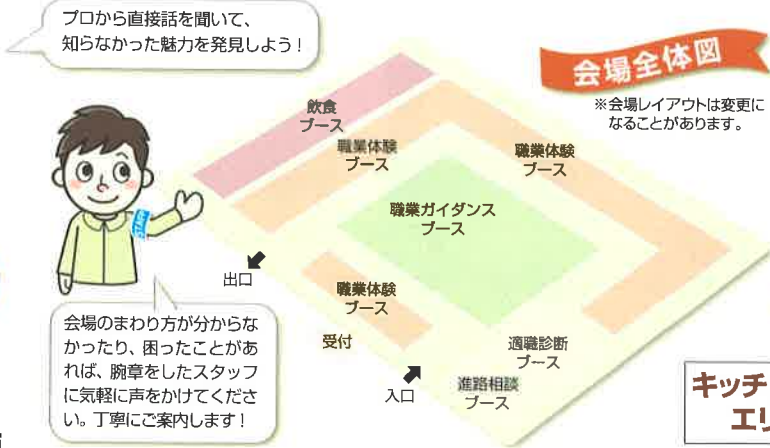 プロから直接話を聞いて、
知らなかった魅力を発見しよう！
会場全体図
※会場レイアウトは変更に
なることがあります。
飲食
ブース
職業体験
ブース
職業体験
ブース
職業ガイダンス
ブース
出口
職業体験
ブース
受付
適職診断
ブース
入口
進路相談
ブース
STAFF
会場のまわり方が分からな
かったり、困ったことがあ
れば、腕章をしたスタッフ
に気軽に声をかけてくださ
い。丁寧にご案内します！
キッチ
エリ